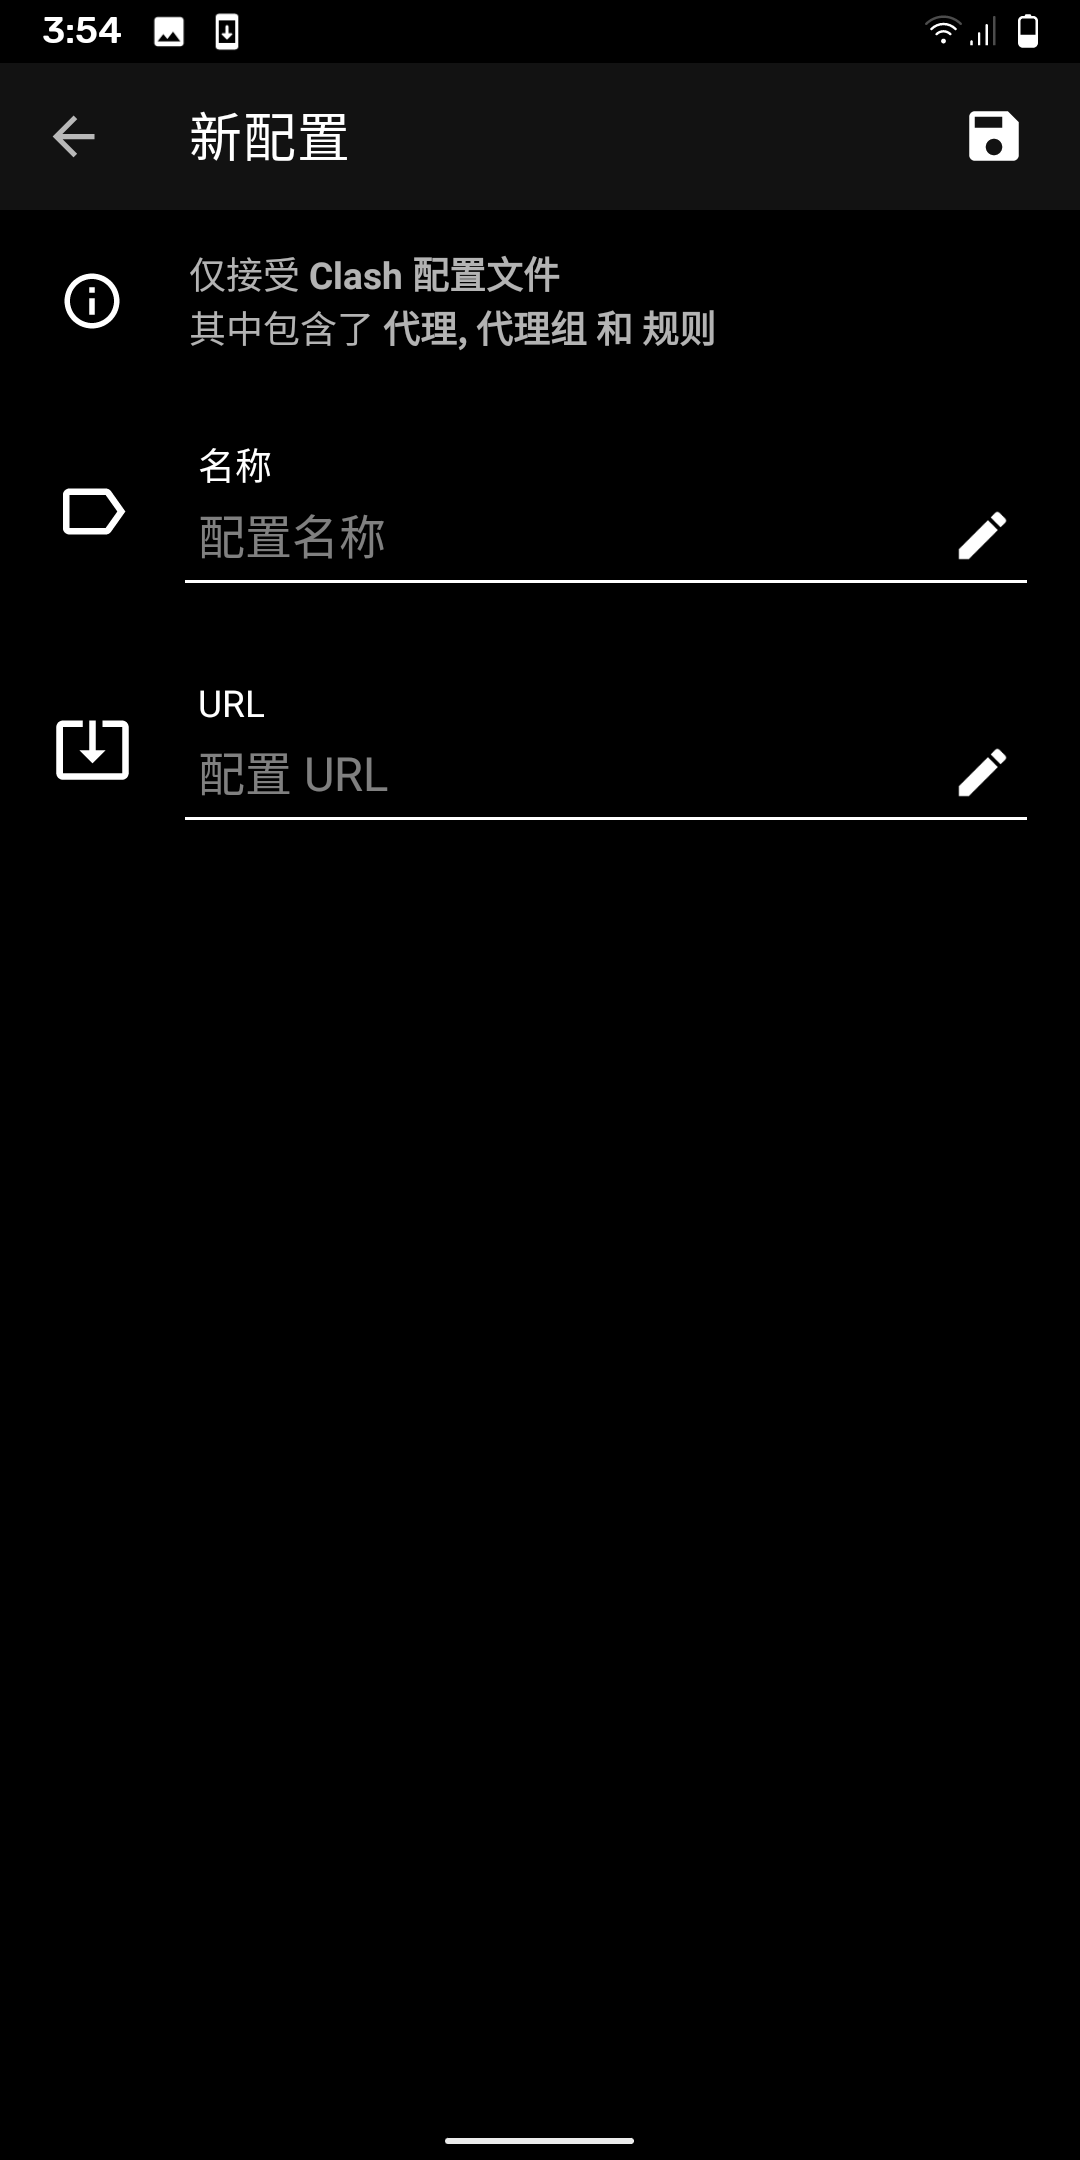 3:54
新配置
仅接受 Clash 配置文件
其中包含了 代理, 代理组 和 规则
名称
配置名称
URL
配置 URL